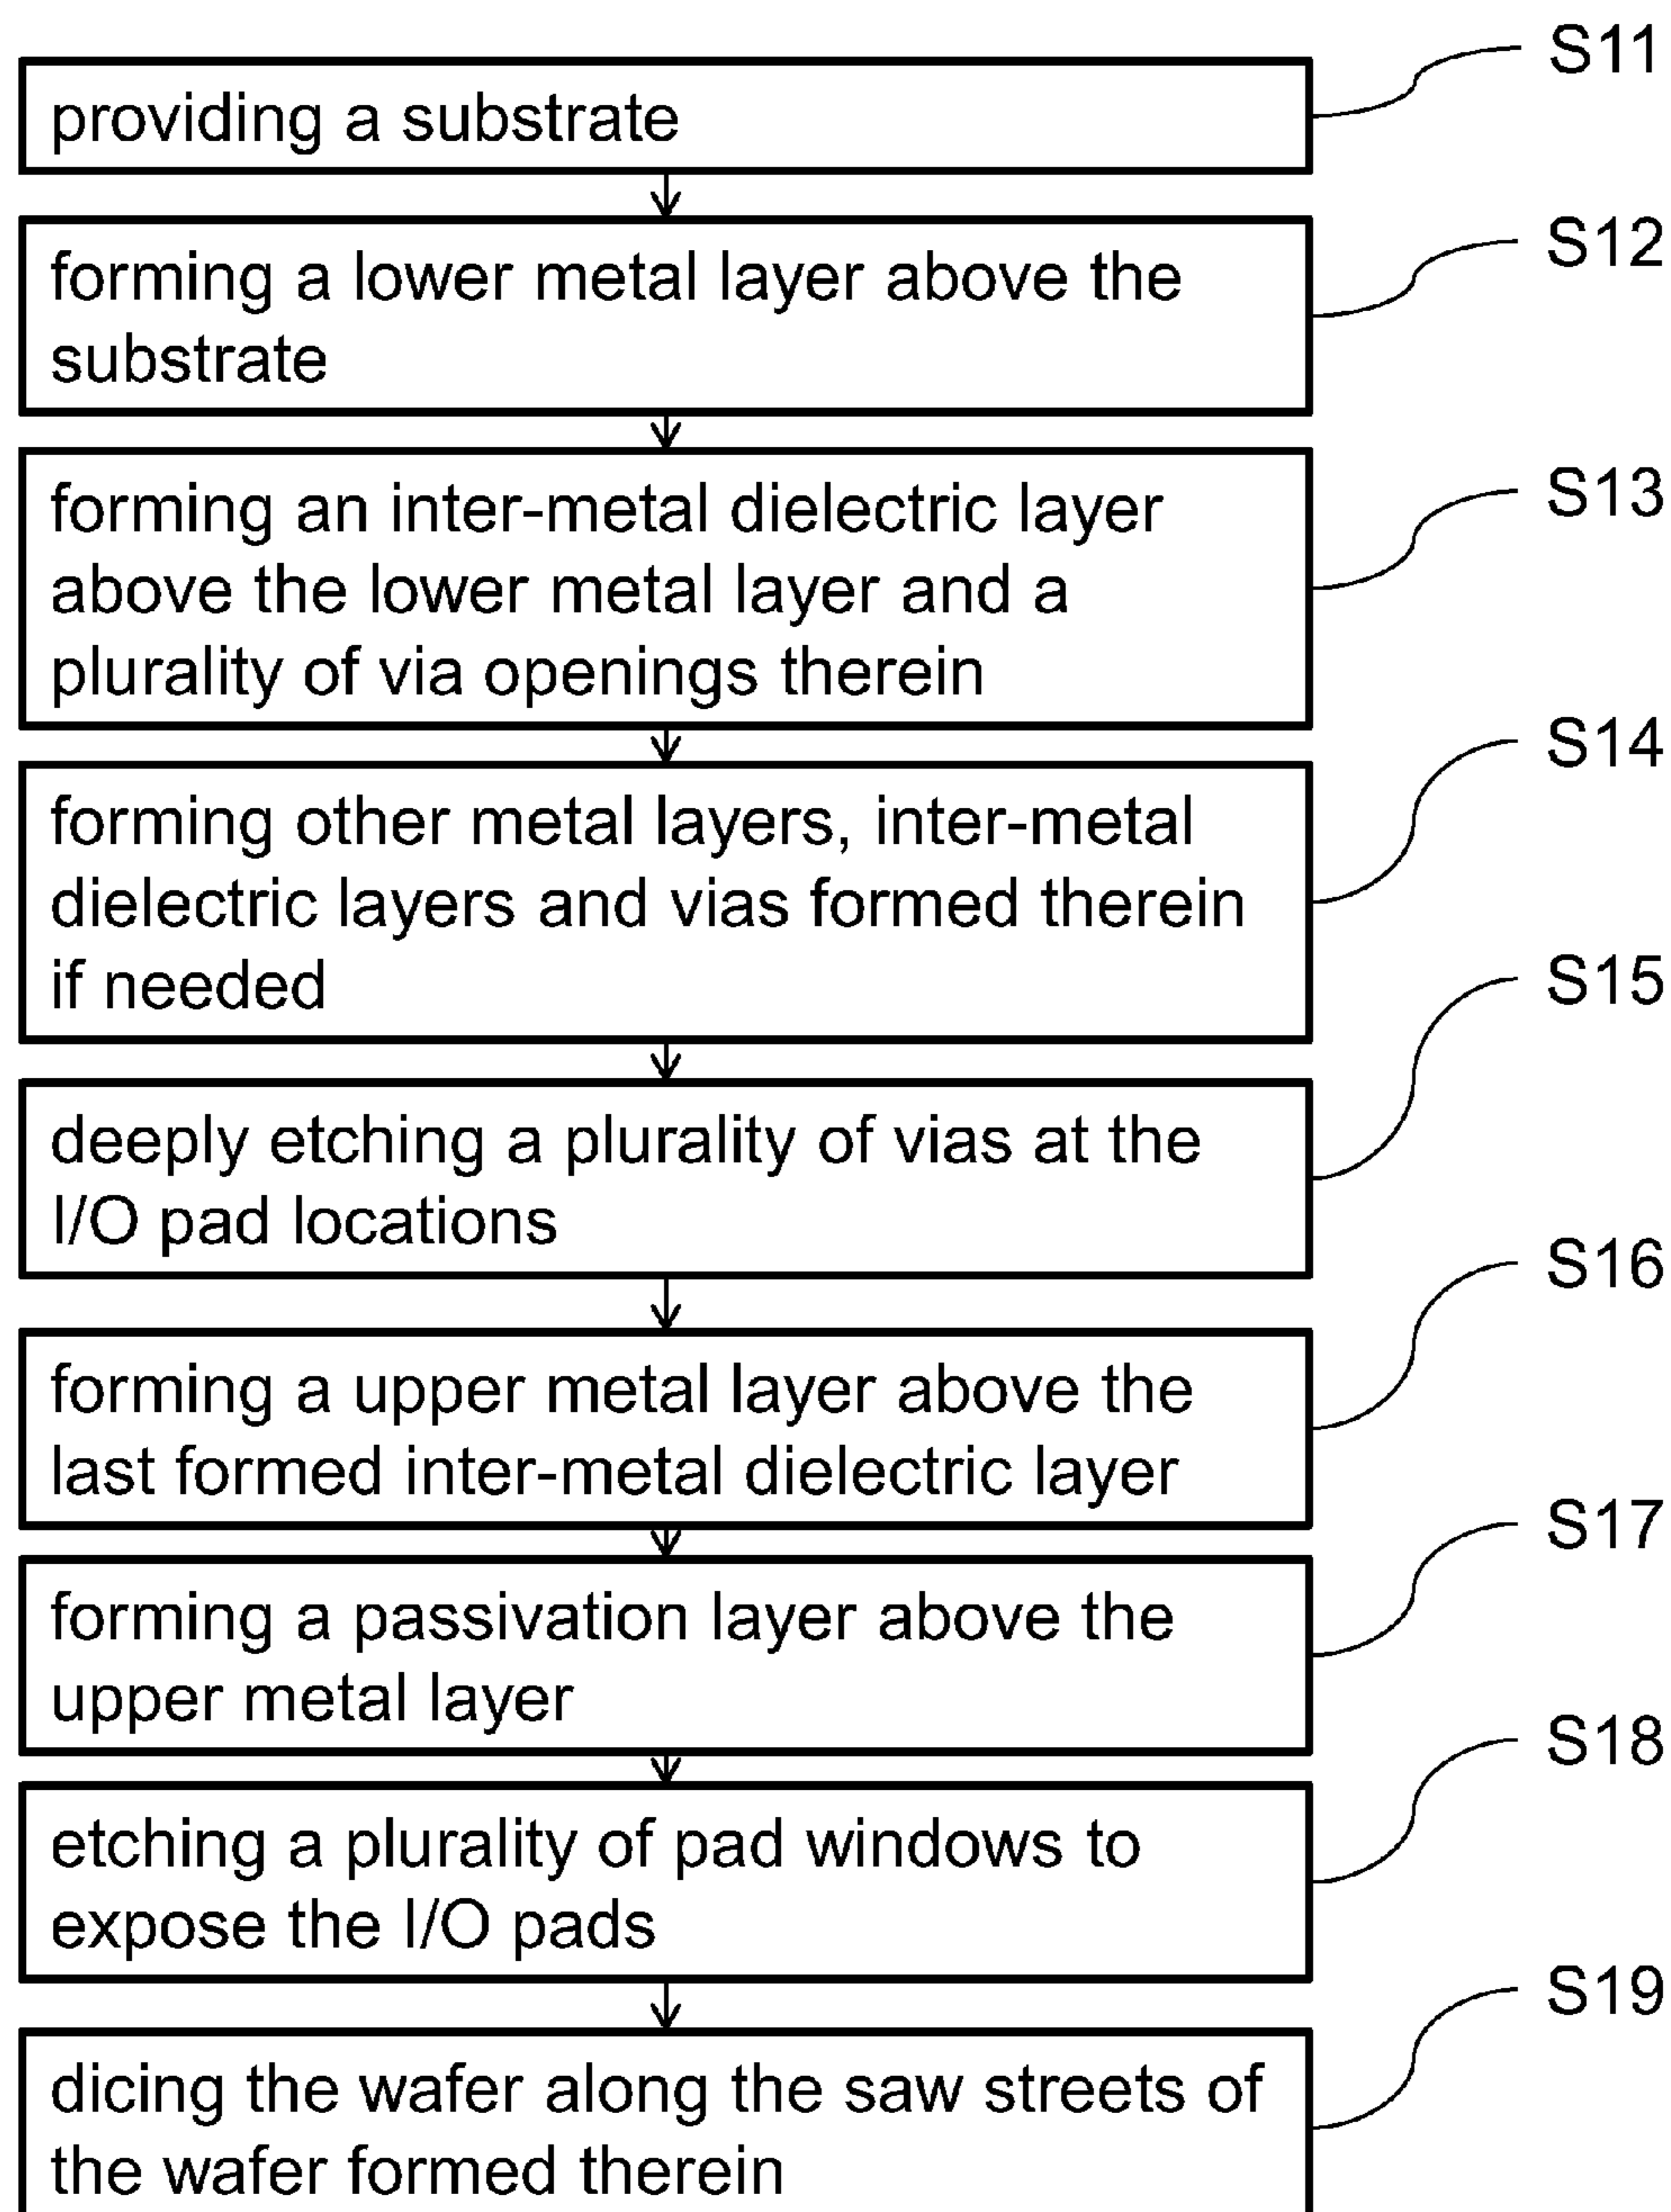 S11
providing a substrate
S12
forming a lower metal layer above the
substrate
S13
forming an inter-metal dielectric layer
above the lower metal layer and a
plurality of via openings therein
S14
forming other metal layers, inter-metal
dielectric layers and vias formed therein
if needed
S15
deeply etching a plurality of vias at the
I/O pad locations
S16
forming a upper metal layer above the
last formed inter-metal dielectric layer
S17
forming a passivation layer above the
upper metal layer
S18
etching a plurality of pad windows to
expose the I/O pads
S19
dicing the wafer along the saw streets of
the wafer formed therein